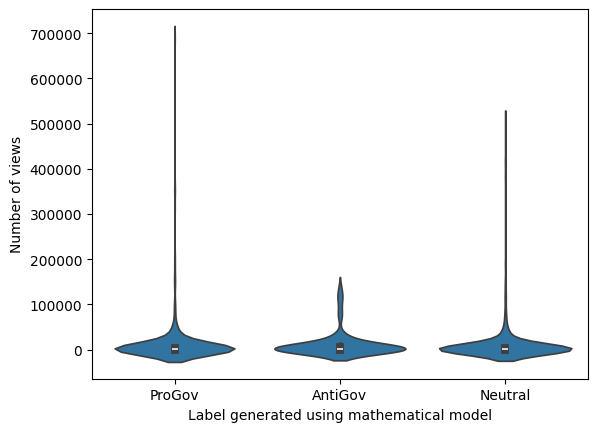 700000
600000
500000
400000
300000
200000
100000
0
Number of views
ProGov AntiGov Neutral
Label generated using mathematical model